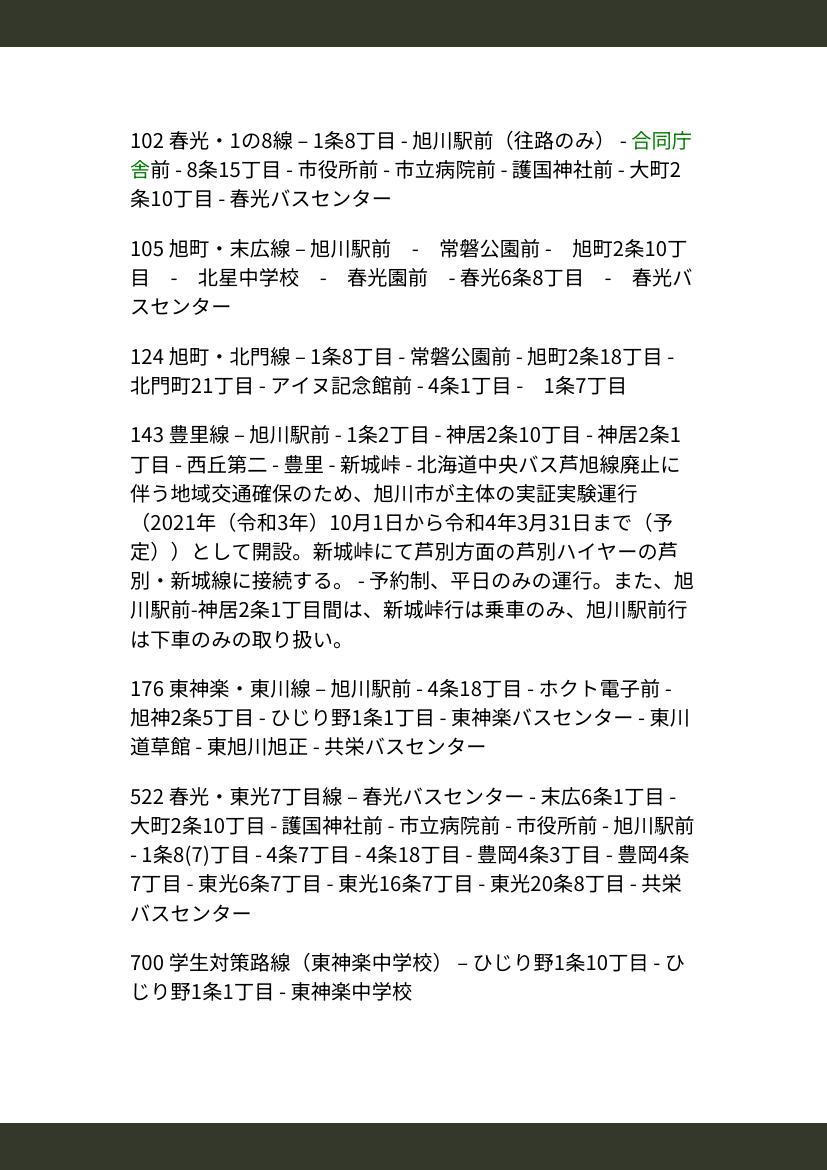 102 春光・1の8線 – 1条8丁目 - 旭川駅前（往路のみ） - 合同庁
舎前 - 8条15丁目 - 市役所前 - 市立病院前 - 護国神社前 - 大町2
条10丁目 - 春光バスセンター
105 旭町・末広線 – 旭川駅前　-　常磐公園前 -　旭町2条10丁
目　-　北星中学校　-　春光園前　- 春光6条8丁目　-　春光バ
スセンター
124 旭町・北門線 – 1条8丁目 - 常磐公園前 - 旭町2条18丁目 -
北門町21丁目 - アイヌ記念館前 - 4条1丁目 -　1条7丁目
143 豊里線 – 旭川駅前 - 1条2丁目 - 神居2条10丁目 - 神居2条1
丁目 - 西丘第二 - 豊里 - 新城峠 - 北海道中央バス芦旭線廃止に
伴う地域交通確保のため、旭川市が主体の実証実験運行
（2021年（令和3年）10月1日から令和4年3月31日まで（予
定））として開設。新城峠にて芦別方面の芦別ハイヤーの芦
別・新城線に接続する。 - 予約制、平日のみの運行。また、旭
川駅前-神居2条1丁目間は、新城峠行は乗車のみ、旭川駅前行
は下車のみの取り扱い。
176 東神楽・東川線 – 旭川駅前 - 4条18丁目 - ホクト電子前 -
旭神2条5丁目 - ひじり野1条1丁目 - 東神楽バスセンター - 東川
道草館 - 東旭川旭正 - 共栄バスセンター
522 春光・東光7丁目線 – 春光バスセンター - 末広6条1丁目 -
大町2条10丁目 - 護国神社前 - 市立病院前 - 市役所前 - 旭川駅前
- 1条8(7)丁目 - 4条7丁目 - 4条18丁目 - 豊岡4条3丁目 - 豊岡4条
7丁目 - 東光6条7丁目 - 東光16条7丁目 - 東光20条8丁目 - 共栄
バスセンター
700 学生対策路線（東神楽中学校） – ひじり野1条10丁目 - ひ
じり野1条1丁目 - 東神楽中学校